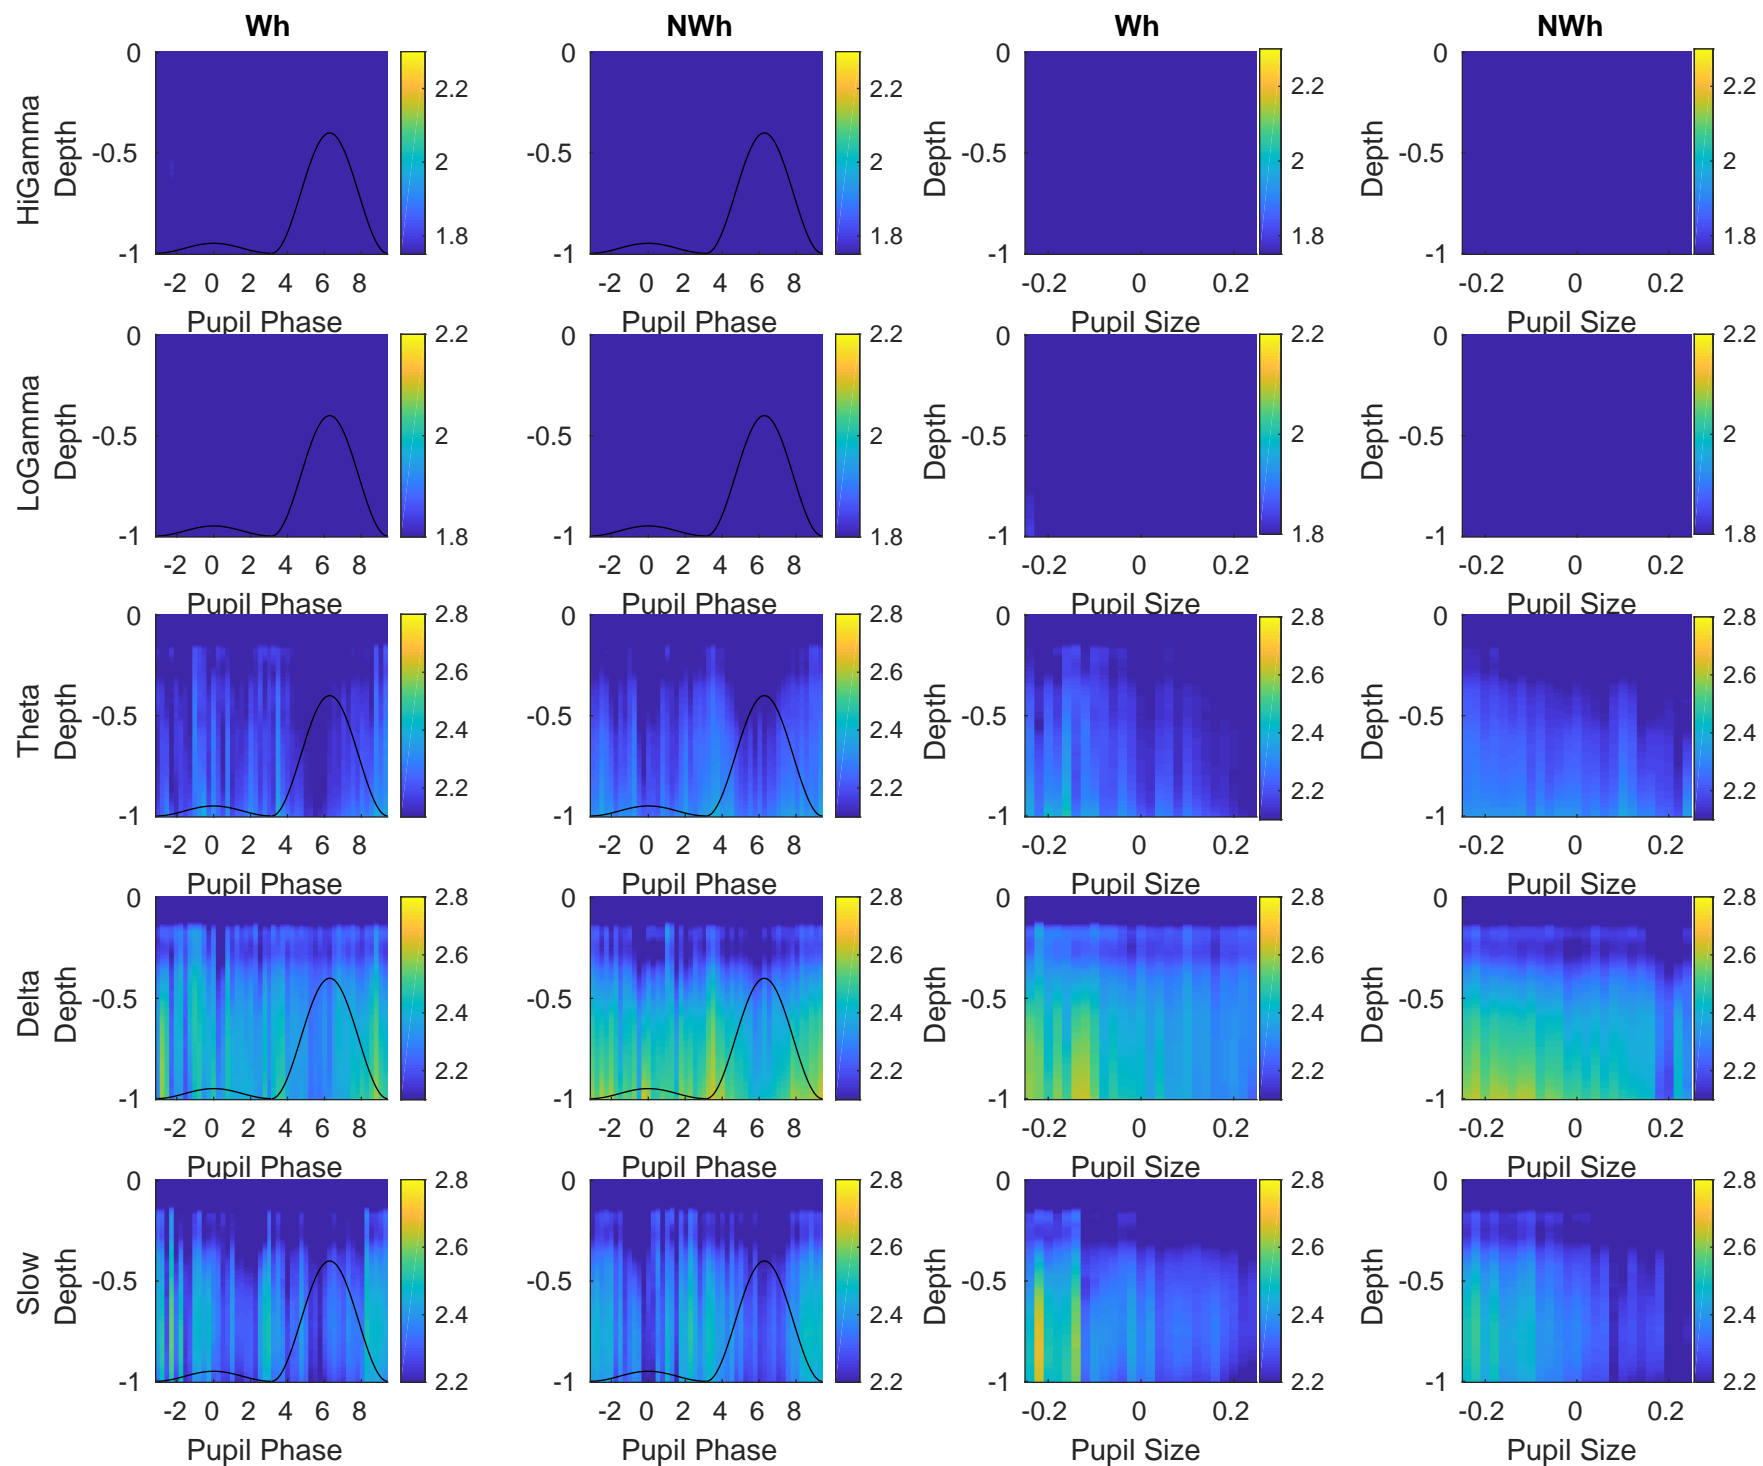 Wh NWh Wh NWh
0 2.2 0 2.2 0 2.2 0 2.2
HiGamma Depth -0.5 2 Depth -0.5 2 Depth -0.5 2 Depth -0.5 2
-1 1.8 -1 1.8 -1 1.8 -1 1.8
-2 0 2 4 6 8 -2 0 2 4 6 8 -0.2 0 0.2 -0.2 0 0.2
Pupil Phase Pupil Phase Pupil Size Pupil Size
0 2.2 0 2.2 0 2.2 0 2.2
LoGamma Depth -0.5 2 -0.5 2 Depth -0.5 2 Depth -0.5 2
-1 1.8 -1 1.8 -1 1.8 -1 1.8
-2 0 2 4 6 8 -2 0 2 4 6 8 -0.2 0 0.2 -0.2 0 0.2
Pupil Phase Pupil Phase Pupil Size Pupil Size
0 2.8 0 2.8 0 2.8 0 2.8
2.6 2.6 2.6 2.6
Theta Depth -0.5 2.4 -0.5 2.4 Depth -0.5 2.4 Depth -0.5 2.4
2.2 2.2 2.2 2.2
-1 -1 -1 -1
-2 0 2 4 6 8 -2 0 2 4 6 8 -0.2 0 0.2 -0.2 0 0.2
Pupil Phase Pupil Phase Pupil Size Pupil Size
0 2.8 0 2.8 0 2.8 0 2.8
2.6 2.6 2.6 2.6
Delta Depth -0.5 2.4 -0.5 2.4 Depth -0.5 2.4 Depth -0.5 2.4
2.2 2.2 2.2 2.2
-1 -1 -1 -1
-2 0 2 4 6 8 -2 0 2 4 6 8 -0.2 0 0.2 -0.2 0 0.2
Pupil Phase Pupil Phase Pupil Size Pupil Size
0 2.8 0 2.8 0 2.8 0 2.8
2.6 2.6 2.6 2.6
Slow Depth -0.5 2.4 -0.5 2.4 Depth -0.5 2.4 Depth -0.5 2.4
-1 2.2 -1 2.2 -1 2.2 -1 2.2
-2 0 2 4 6 8 -2 0 2 4 6 8 -0.2 0 0.2 -0.2 0 0.2
Pupil Phase Pupil Phase Pupil Size Pupil Size